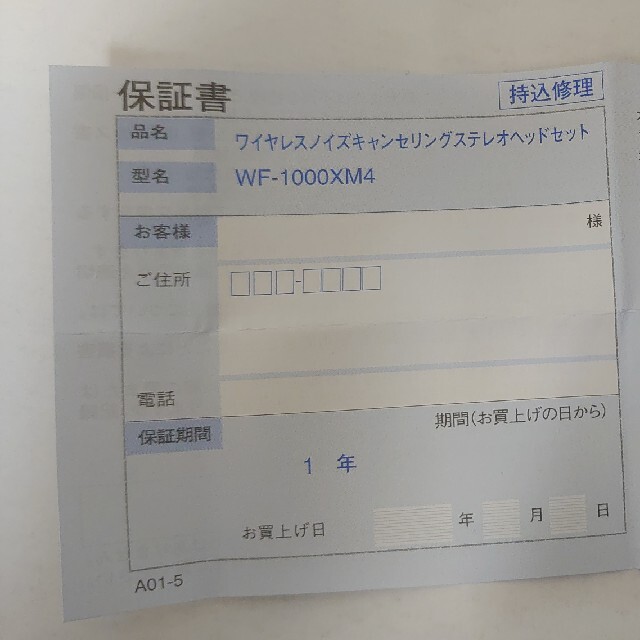 保証書
持込修理
品名 ワイヤレスノイズキャンセリングステレオヘッドセット
型名 WF-1000XM4
お客様 様
ご住所
電話
保証期間 期間(お買上げの日から)
1 年
お買上げ日 年 月 日
A01-5